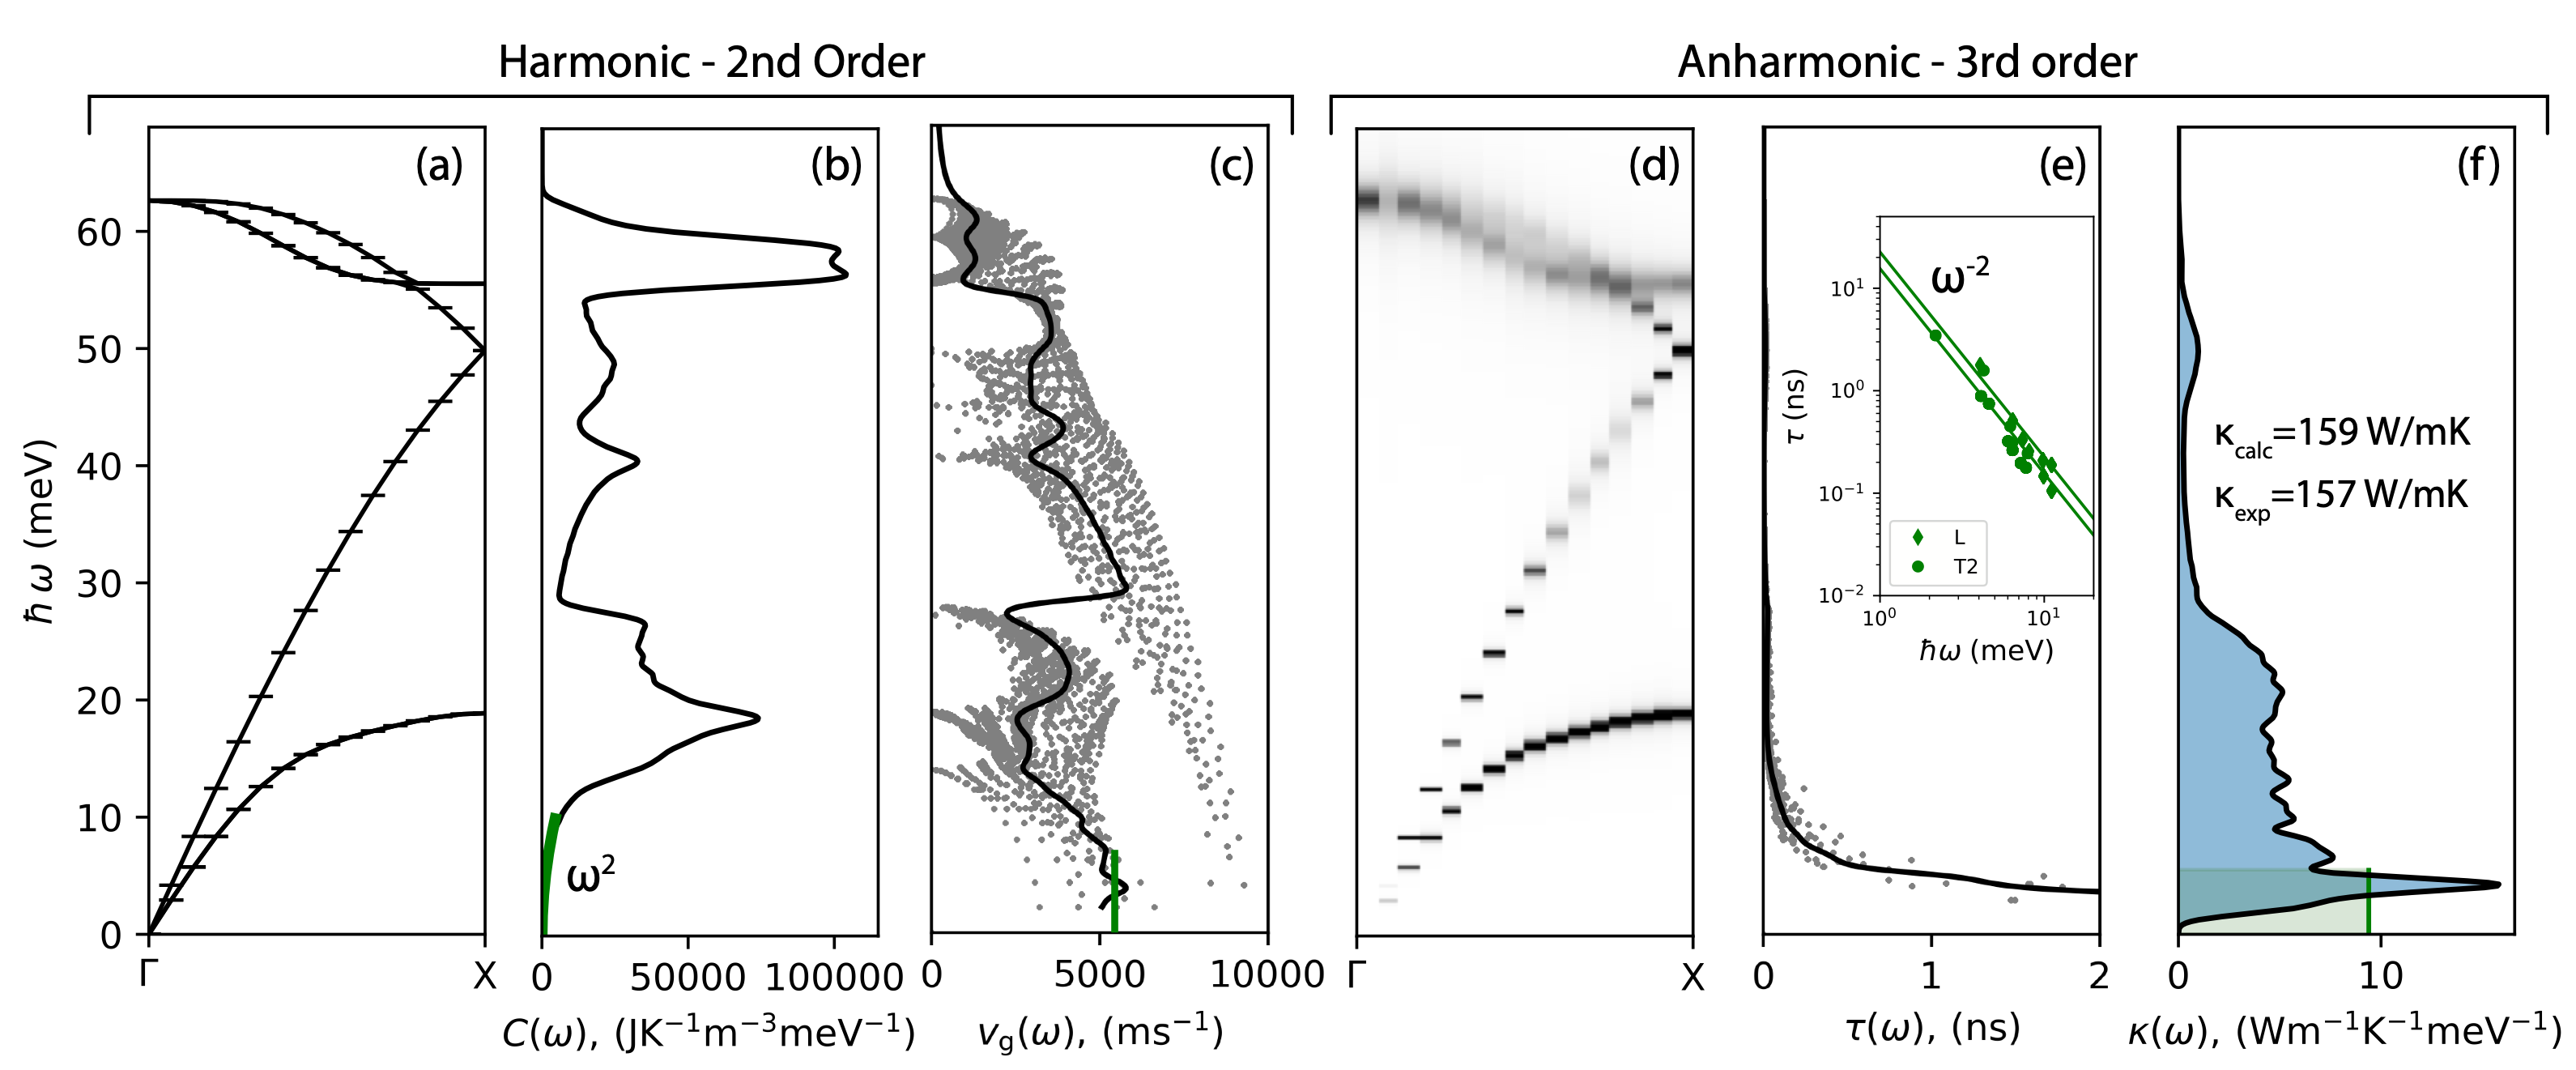 Harmonic - 2nd Order
Anharmonic - 3rd order
(a)
(b)
(c)
(d)
(e)
(f)
ħ ω (meV)
60
50
40
30
20
10
0
Γ
X
ω²
0
50000
100000
C(ω), (JK⁻¹m⁻³meV⁻¹)
0
5000
10000
v_g(ω), (ms⁻¹)
Γ
X
ω⁻²
τ (ns)
10¹
10⁰
10⁻¹
10⁻²
L
T2
10⁰
10¹
ħω (meV)
0
1
2
τ(ω), (ns)
κ_calc=159 W/mK
κ_exp=157 W/mK
0
10
κ(ω), (Wm⁻¹K⁻¹meV⁻¹)